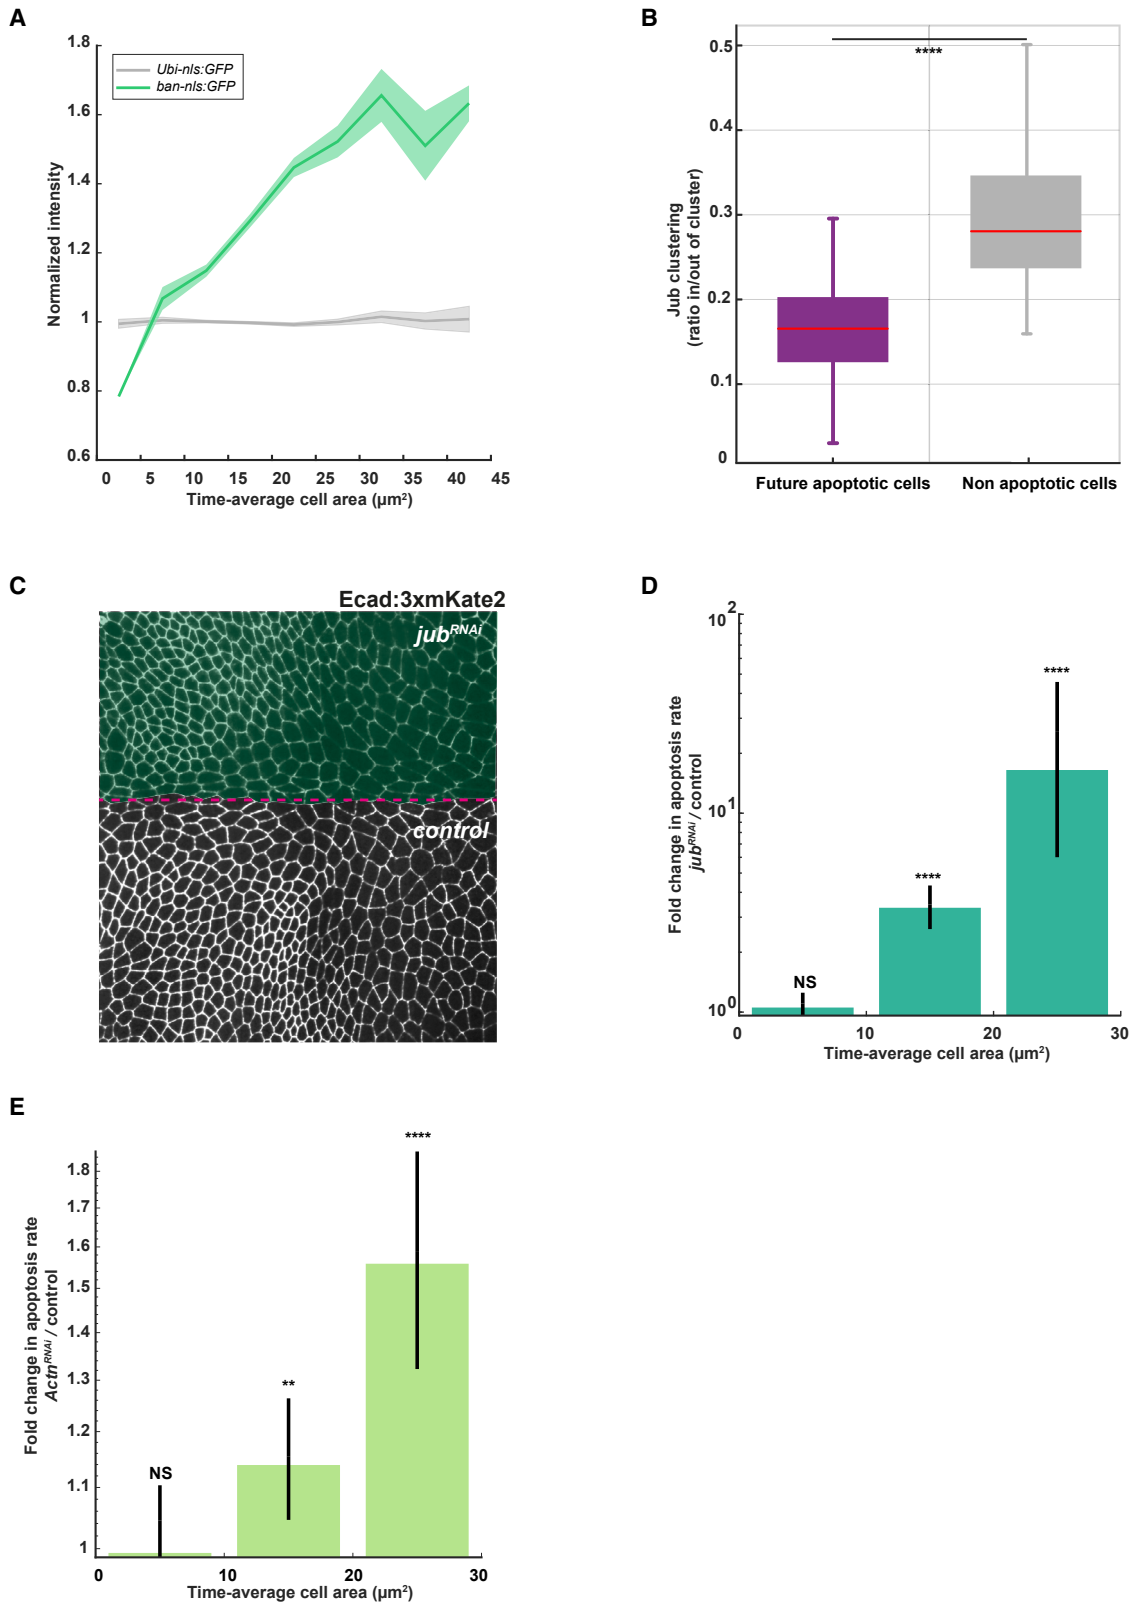 A
1.8
1.6
1.4
1.2
1
0.8
0.6
Normalized intensity
Ubi-nls:GFP
ban-nls:GFP
0 5 10 15 20 25 30 35 40 45
Time-average cell area (µm²)
B
0.5
0.4
0.3
0.2
0.1
0
Jub clustering
(ratio in/out of cluster)
****
Future apoptotic cells Non apoptotic cells
C
Ecad:3xmKate2
jubRNAi
control
D
10²
10¹
10⁰
Fold change in apoptosis rate
jubRNAi / control
NS
****
****
0 10 20 30
Time-average cell area (µm²)
E
1.8
1.7
1.6
1.5
1.4
1.3
1.2
1.1
1
Fold change in apoptosis rate
ActnRNAi / control
NS
**
****
0 10 20 30
Time-average cell area (µm²)